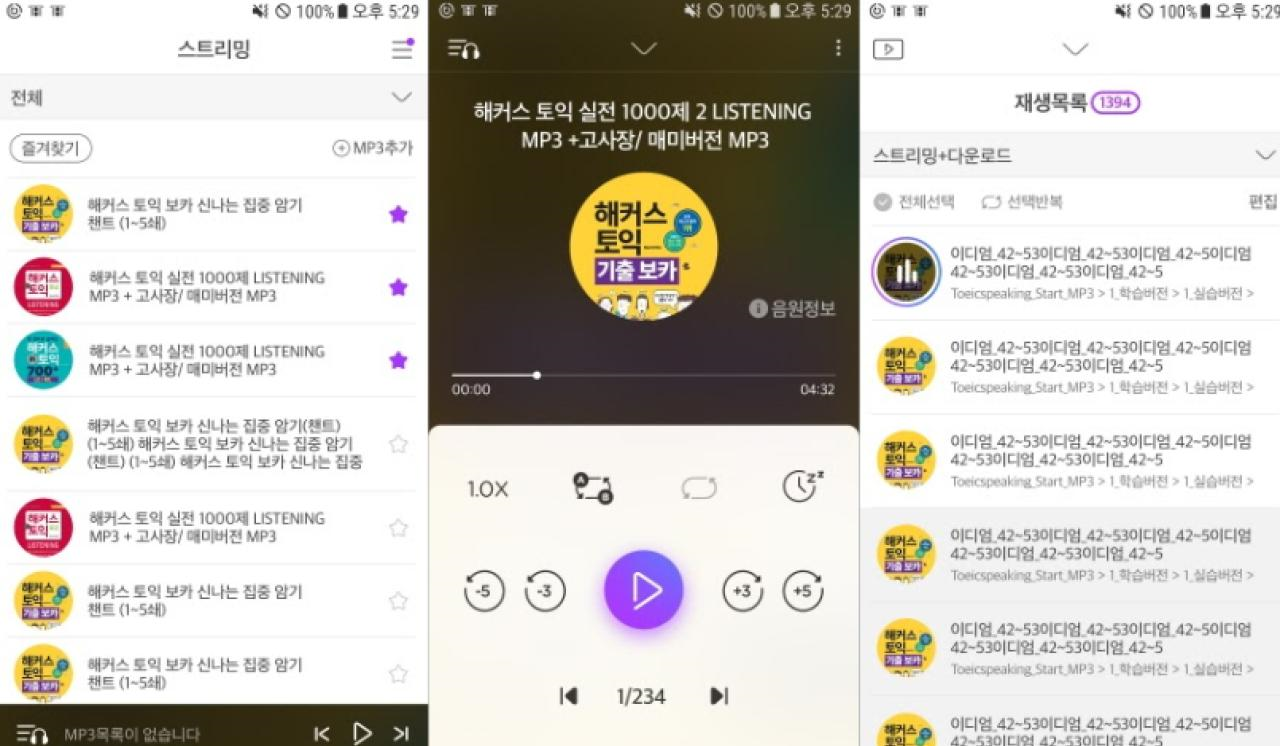 100% 오후 5:29
스트리밍
전체
즐겨찾기
MP3추가
해커스 토익 보카 신나는 집중 암기
챈트 (1~5쇄)
해커스 토익 실전 1000제 LISTENING
MP3 + 고사장/ 매미버전 MP3
해커스 토익 실전 1000제 LISTENING
MP3 + 고사장/ 매미버전 MP3
해커스 토익 보카 신나는 집중 암기(챈트)
(1~5쇄) 해커스 토익 보카 신나는 집중 암기
(챈트) (1~5쇄) 해커스 토익 보카 신나는 집중
해커스 토익 실전 1000제 LISTENING
MP3 + 고사장/ 매미버전 MP3
해커스 토익 보카 신나는 집중 암기
챈트 (1~5쇄)
해커스 토익 보카 신나는 집중 암기
챈트 (1~5쇄)
MP3목록이 없습니다
100% 오후 5:29
해커스 토익 실전 1000제 2 LISTENING
MP3 +고사장/ 매미버전 MP3
해커스
토익
기출 보카
음원정보
00:00
04:32
1.0X
A
B
zz
-5
-3
+3
+5
1/234
100% 오후 5:29
재생목록 1394
스트리밍+다운로드
전체선택
선택반복
편집
이디엄_42~53이디엄_42~53이디엄_42~5이디엄
42~53이디엄_42~53이디엄_42~5
Toeicspeaking_Start_MP3 > 1_학습버전 > 1_실습버전 >
해커스
토익
기출 보카
이디엄_42~53이디엄_42~53이디엄_42~5이디엄
42~53이디엄_42~53이디엄_42~5
Toeicspeaking_Start_MP3 > 1_학습버전 > 1_실습버전 >
해커스
토익
기출 보카
이디엄_42~53이디엄_42~53이디엄_42~5이디엄
42~53이디엄_42~53이디엄_42~5
Toeicspeaking_Start_MP3 > 1_학습버전 > 1_실습버전 >
해커스
토익
기출 보카
이디엄_42~53이디엄_42~53이디엄_42~5이디엄
42~53이디엄_42~53이디엄_42~5
Toeicspeaking_Start_MP3 > 1_학습버전 > 1_실습버전 >
해커스
토익
기출 보카
이디엄_42~53이디엄_42~53이디엄_42~5이디엄
42~53이디엄_42~53이디엄_42~5
Toeicspeaking_Start_MP3 > 1_학습버전 > 1_실습버전 >
해커스
토익
이디엄_42~53이디엄_42~53이디엄_42~5이디엄
42~53이디엄_42~53이디엄_42~5